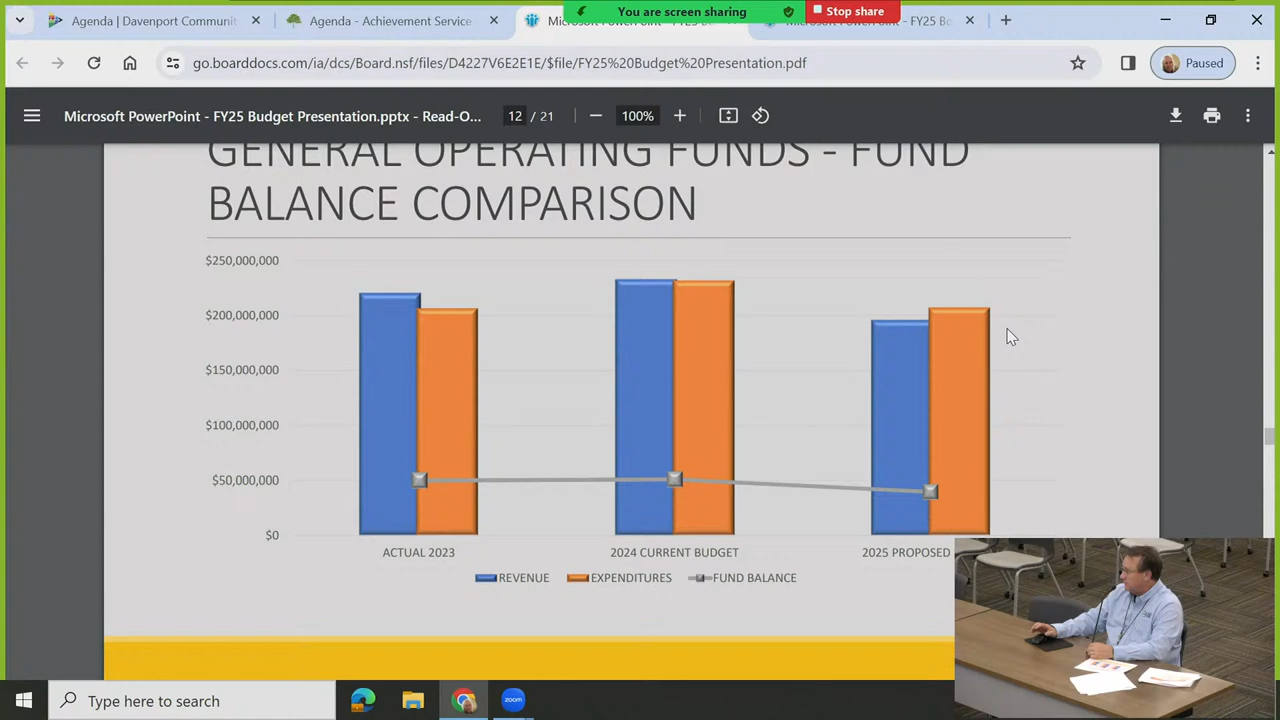 Agenda | Davenport Communit
Agenda - Achievement Service
You are screen sharing
Stop share
go.boarddocs.com/ia/dcs/Board.nsf/files/D4227V6E2E1E/$file/FY25%20Budget%20Presentation.pdf
Paused
Microsoft PowerPoint - FY25 Budget Presentation.pptx - Read-O...
12 / 21
100%
GENERAL OPERATING FUNDS - FUND
BALANCE COMPARISON
$250,000,000
$200,000,000
$150,000,000
$100,000,000
$50,000,000
$0
ACTUAL 2023
2024 CURRENT BUDGET
2025 PROPOSED
REVENUE
EXPENDITURES
FUND BALANCE
Type here to search
zoom